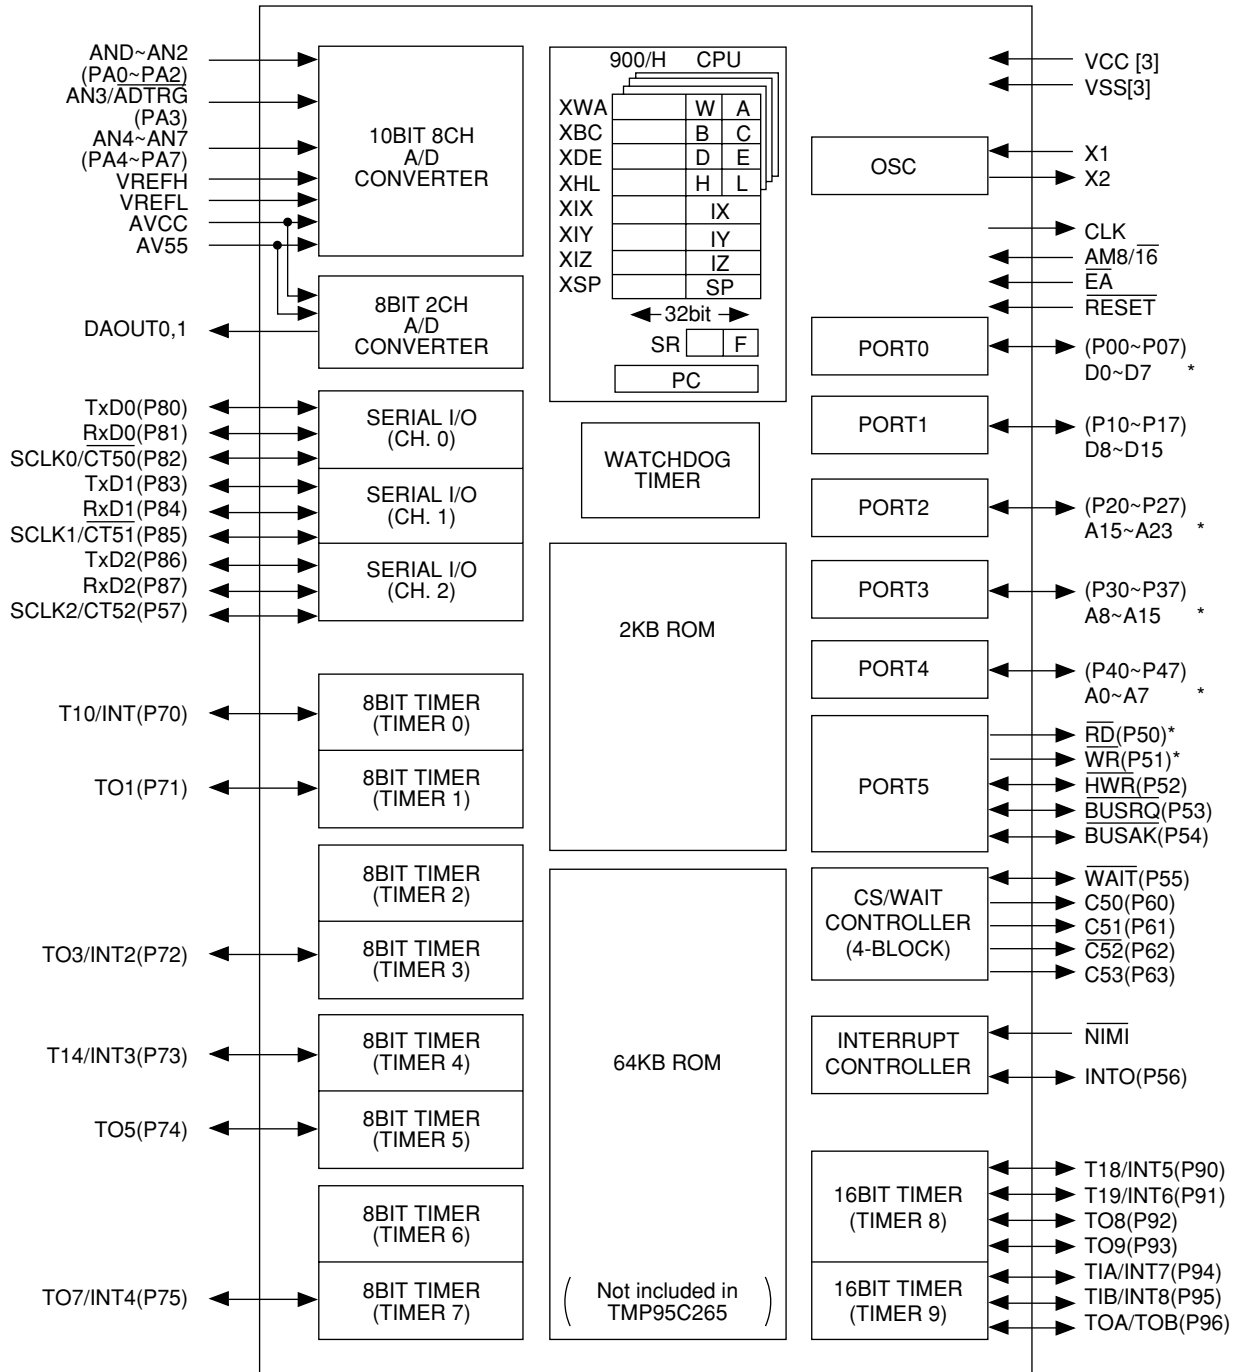 AND~AN2
(PA0~PA2)
AN3/ADTRG
(PA3)
AN4~AN7
(PA4~PA7)
VREFH
VREFL
AVCC
AV55
DAOUT0,1
TxD0(P80)
RxD0(P81)
SCLK0/CT50(P82)
TxD1(P83)
RxD1(P84)
SCLK1/CT51(P85)
TxD2(P86)
RxD2(P87)
SCLK2/CT52(P57)
T10/INT(P70)
TO1(P71)
TO3/INT2(P72)
T14/INT3(P73)
TO5(P74)
TO7/INT4(P75)
10BIT 8CH
A/D
CONVERTER
8BIT 2CH
A/D
CONVERTER
SERIAL I/O
(CH. 0)
SERIAL I/O
(CH. 1)
SERIAL I/O
(CH. 2)
8BIT TIMER
(TIMER 0)
8BIT TIMER
(TIMER 1)
8BIT TIMER
(TIMER 2)
8BIT TIMER
(TIMER 3)
8BIT TIMER
(TIMER 4)
8BIT TIMER
(TIMER 5)
8BIT TIMER
(TIMER 6)
8BIT TIMER
(TIMER 7)
900/H CPU
XWA W A
XBC B C
XDE D E
XHL H L
XIX IX
XIY IY
XIZ IZ
XSP SP
32bit
SR F
PC
WATCHDOG
TIMER
2KB ROM
64KB ROM
(Not included in
TMP95C265)
OSC
PORT0
PORT1
PORT2
PORT3
PORT4
PORT5
CS/WAIT
CONTROLLER
(4-BLOCK)
INTERRUPT
CONTROLLER
16BIT TIMER
(TIMER 8)
16BIT TIMER
(TIMER 9)
VCC [3]
VSS[3]
X1
X2
CLK
AM8/16
EA
RESET
(P00~P07)
D0~D7 *
(P10~P17)
D8~D15
(P20~P27)
A15~A23 *
(P30~P37)
A8~A15 *
(P40~P47)
A0~A7 *
RD(P50)*
WR(P51)*
HWR(P52)
BUSRQ(P53)
BUSAK(P54)
WAIT(P55)
C50(P60)
C51(P61)
C52(P62)
C53(P63)
NIMI
INTO(P56)
T18/INT5(P90)
T19/INT6(P91)
TO8(P92)
TO9(P93)
TIA/INT7(P94)
TIB/INT8(P95)
TOA/TOB(P96)